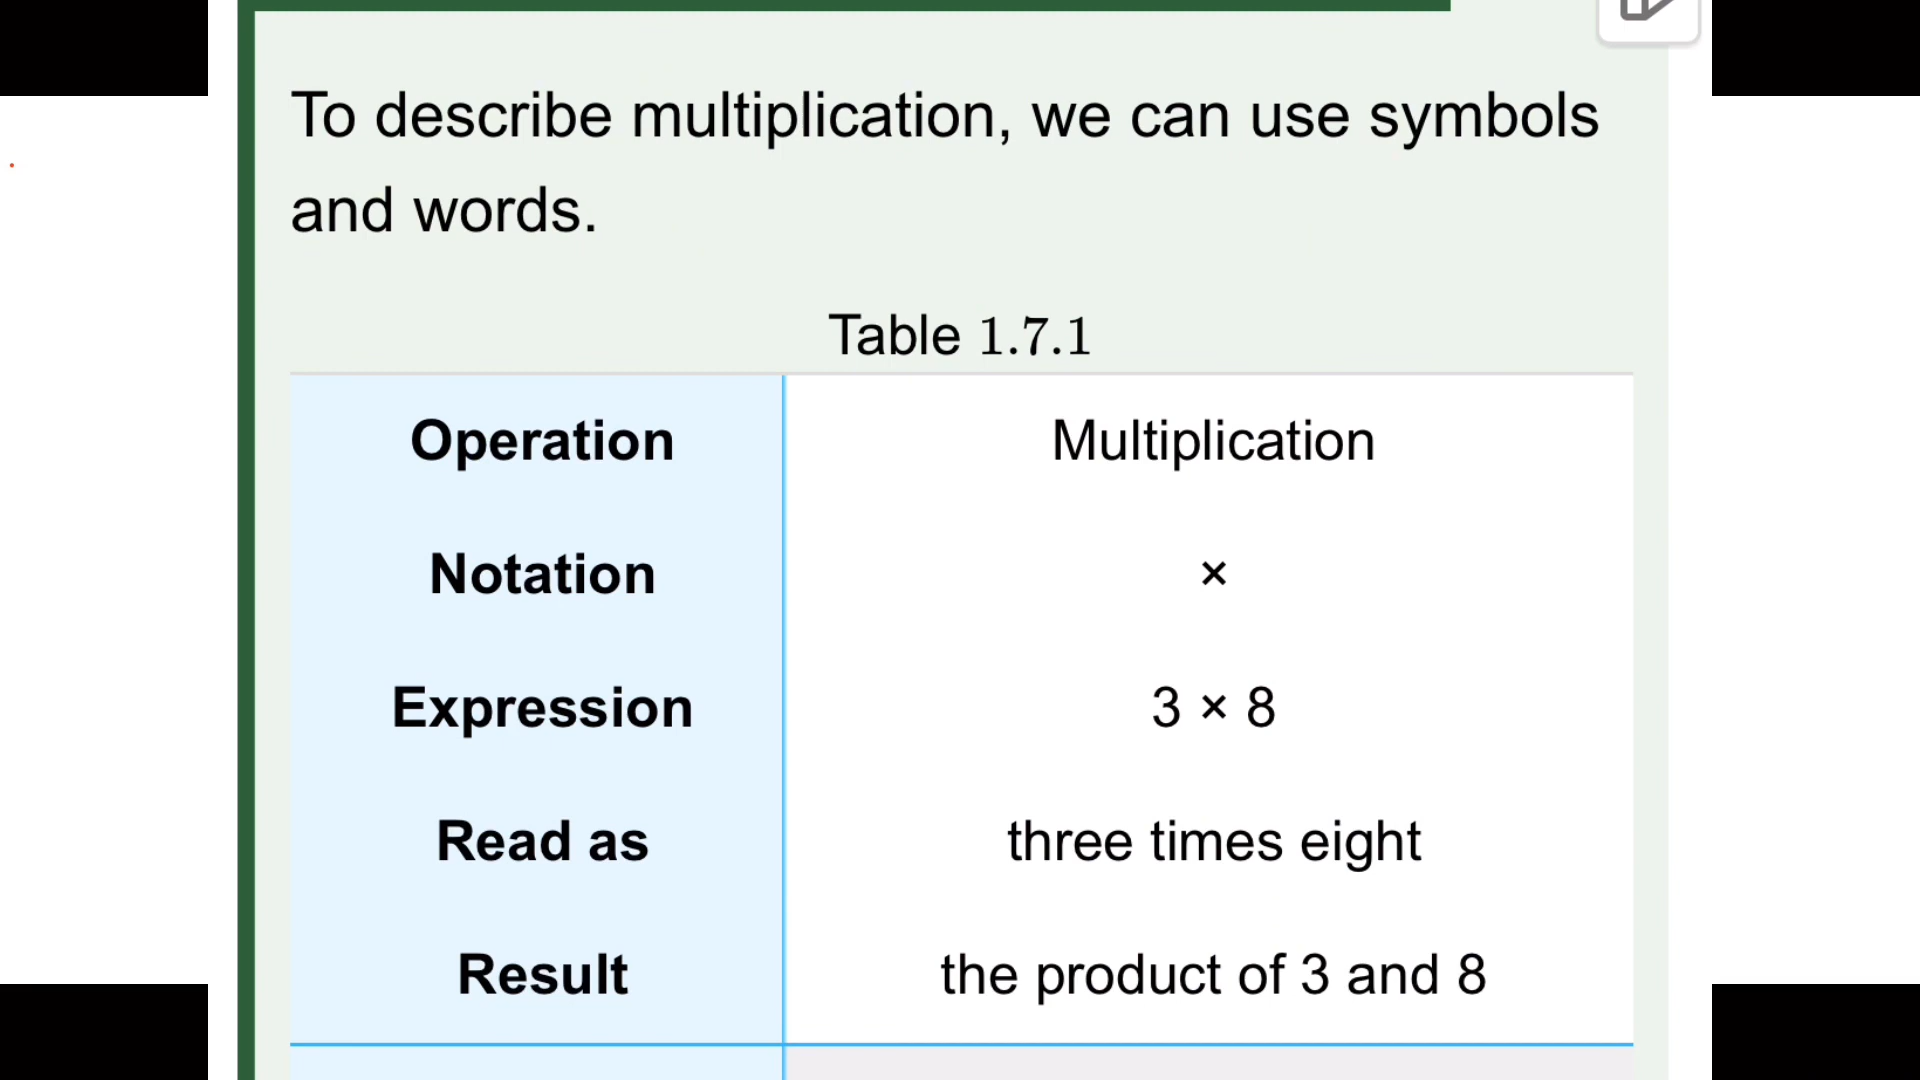 To describe multiplication, we can use symbols
and words.
Table 1.7.1
Operation Multiplication
Notation ×
Expression 3 × 8
Read as three times eight
Result the product of 3 and 8